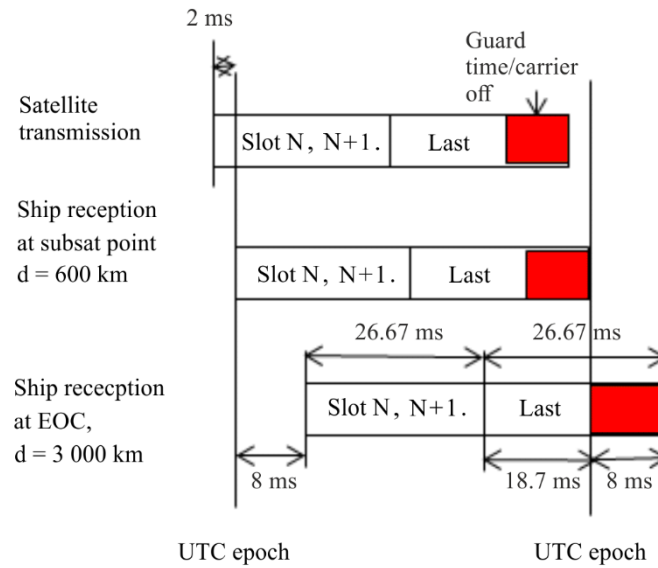 2 ms
Guard
time/carrier
off
Satellite
transmission
Slot N, N+1.
Last
Ship reception
at subsat point
d = 600 km
Slot N, N+1.
Last
26.67 ms
26.67 ms
Ship rececption
at EOC,
d = 3 000 km
Slot N, N+1.
Last
8 ms
18.7 ms
8 ms
UTC epoch
UTC epoch